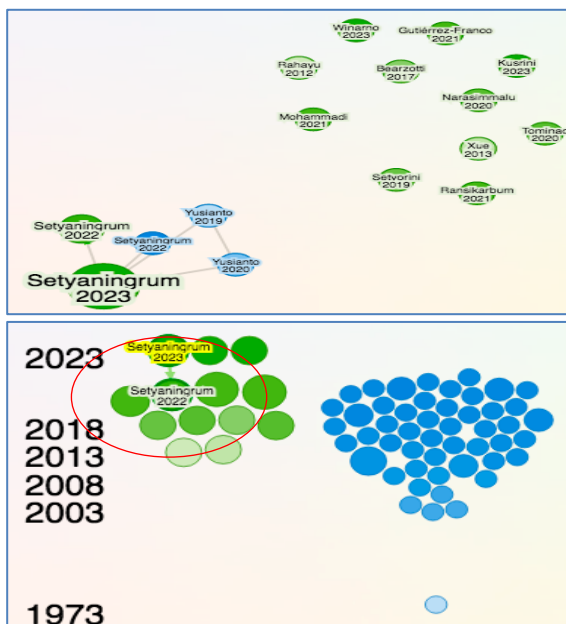 Winarno
2023
Gutiérrez-Franco
2021
Rahayu
2012
Bearzotti
2017
Kusrini
2023
Narasimmalu
2020
Mohammadi
2021
Tominac
2020
Xue
2013
Setyorini
2019
Ransikarbum
2021
Setyaningrum
2022
Yusianto
2019
Setyaningrum
2022
Yusianto
2020
Setyaningrum
2023
2023
Setyaningrum
2023
Setyaningrum
2022
2018
2013
2008
2003
1973